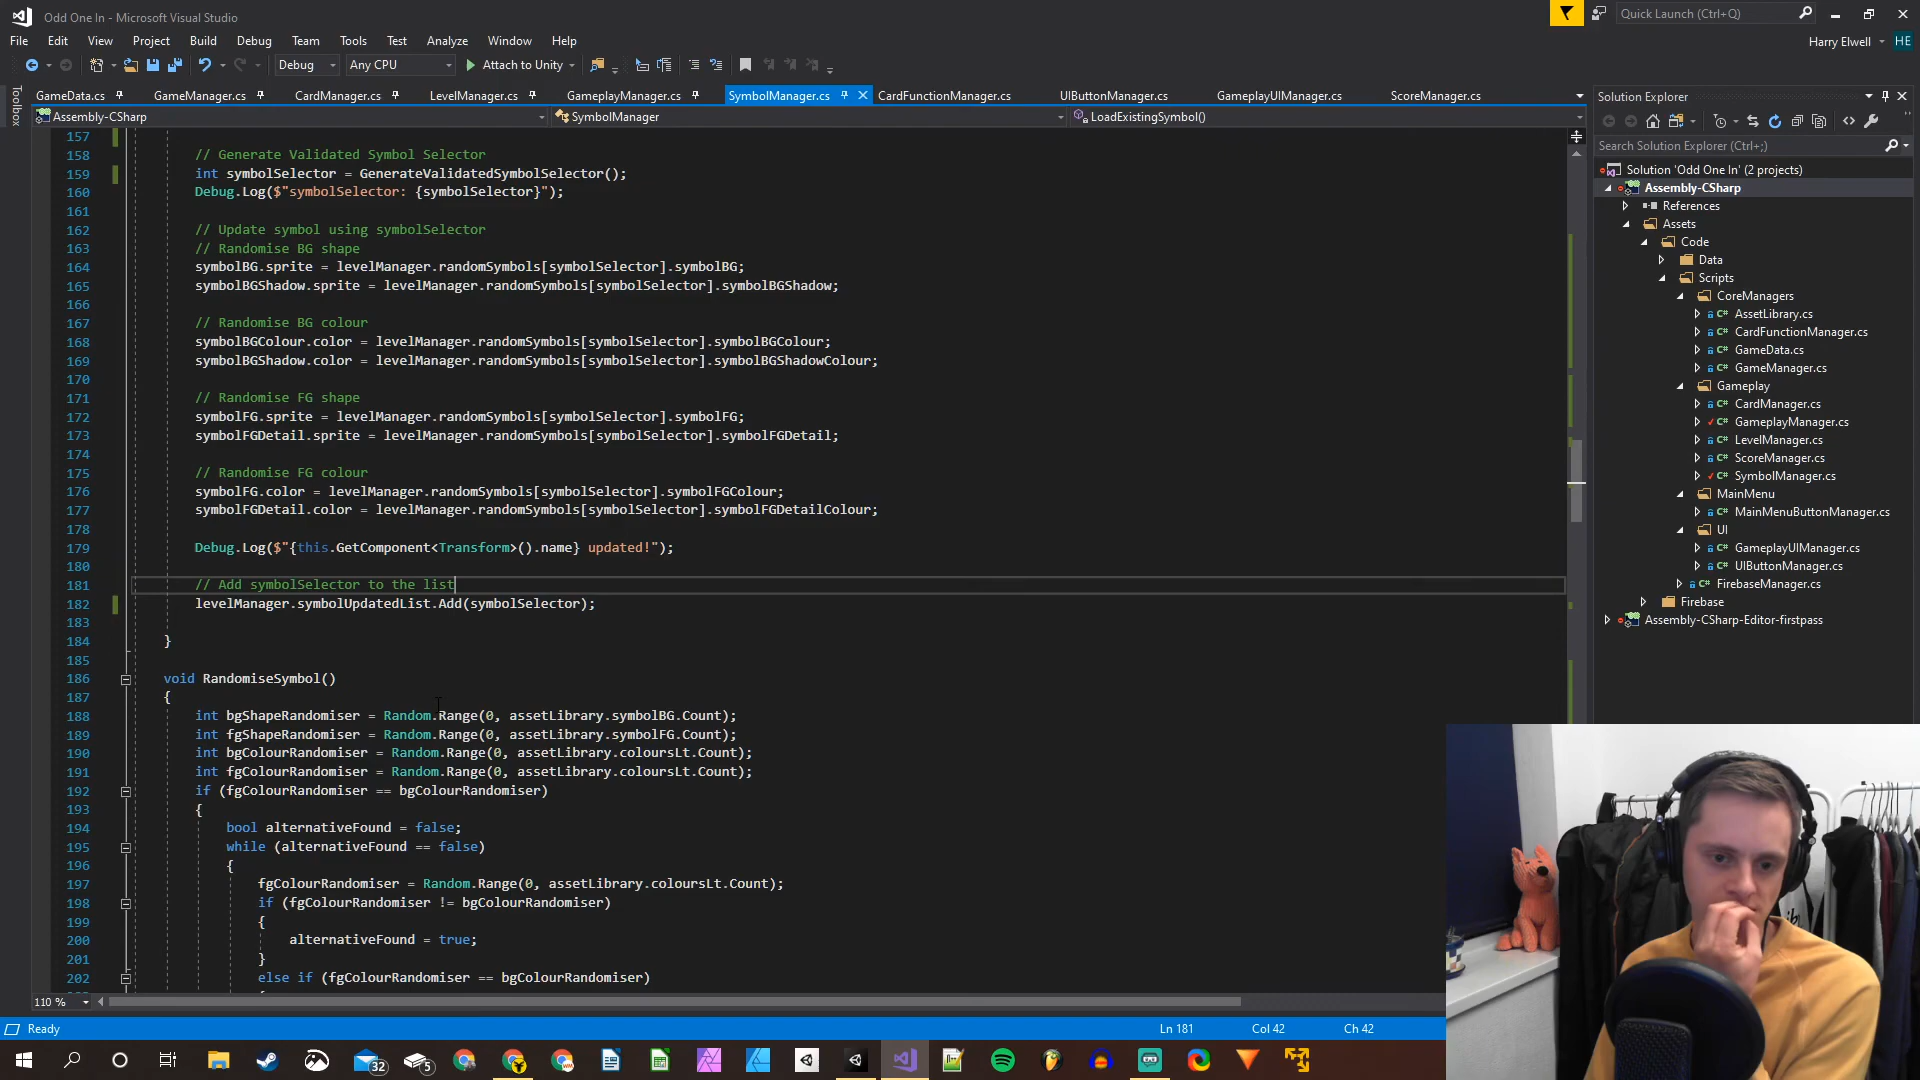 Odd One In - Microsoft Visual Studio
Quick Launch (Ctrl+Q)
File Edit View Project Build Debug Team Tools Test Analyze Window Help
Harry Elwell HE
Debug Any CPU Attach to Unity
Toolbox
GameData.cs GameManager.cs CardManager.cs LevelManager.cs GameplayManager.cs SymbolManager.cs CardFunctionManager.cs UIButtonManager.cs GameplayUIManager.cs ScoreManager.cs
Assembly-CSharp SymbolManager LoadExistingSymbol()
157
158 // Generate Validated Symbol Selector
159 int symbolSelector = GenerateValidatedSymbolSelector();
160 Debug.Log($"symbolSelector: {symbolSelector}");
161
162 // Update symbol using symbolSelector
163 // Randomise BG shape
164 symbolBG.sprite = levelManager.randomSymbols[symbolSelector].symbolBG;
165 symbolBGShadow.sprite = levelManager.randomSymbols[symbolSelector].symbolBGShadow;
166
167 // Randomise BG colour
168 symbolBGColour.color = levelManager.randomSymbols[symbolSelector].symbolBGColour;
169 symbolBGShadow.color = levelManager.randomSymbols[symbolSelector].symbolBGShadowColour;
170
171 // Randomise FG shape
172 symbolFG.sprite = levelManager.randomSymbols[symbolSelector].symbolFG;
173 symbolFGDetail.sprite = levelManager.randomSymbols[symbolSelector].symbolFGDetail;
174
175 // Randomise FG colour
176 symbolFG.color = levelManager.randomSymbols[symbolSelector].symbolFGColour;
177 symbolFGDetail.color = levelManager.randomSymbols[symbolSelector].symbolFGDetailColour;
178
179 Debug.Log($"{this.GetComponent<Transform>().name} updated!");
180
181 // Add symbolSelector to the list
182 levelManager.symbolUpdatedList.Add(symbolSelector);
183
184 }
185
186 void RandomiseSymbol()
187 {
188 int bgShapeRandomiser = Random.Range(0, assetLibrary.symbolBG.Count);
189 int fgShapeRandomiser = Random.Range(0, assetLibrary.symbolFG.Count);
190 int bgColourRandomiser = Random.Range(0, assetLibrary.coloursLt.Count);
191 int fgColourRandomiser = Random.Range(0, assetLibrary.coloursLt.Count);
192 if (fgColourRandomiser == bgColourRandomiser)
193 {
194 bool alternativeFound = false;
195 while (alternativeFound == false)
196 {
197 fgColourRandomiser = Random.Range(0, assetLibrary.coloursLt.Count);
198 if (fgColourRandomiser != bgColourRandomiser)
199 {
200 alternativeFound = true;
201 }
202 else if (fgColourRandomiser == bgColourRandomiser)
110 %
Ready Ln 181 Col 42 Ch 42
Solution Explorer
Search Solution Explorer (Ctrl+;)
Solution 'Odd One In' (2 projects)
Assembly-CSharp
References
Assets
Code
Data
Scripts
CoreManagers
AssetLibrary.cs
CardFunctionManager.cs
GameData.cs
GameManager.cs
Gameplay
CardManager.cs
GameplayManager.cs
LevelManager.cs
ScoreManager.cs
SymbolManager.cs
MainMenu
MainMenuButtonManager.cs
UI
GameplayUIManager.cs
UIButtonManager.cs
FirebaseManager.cs
Firebase
Assembly-CSharp-Editor-firstpass
32
5